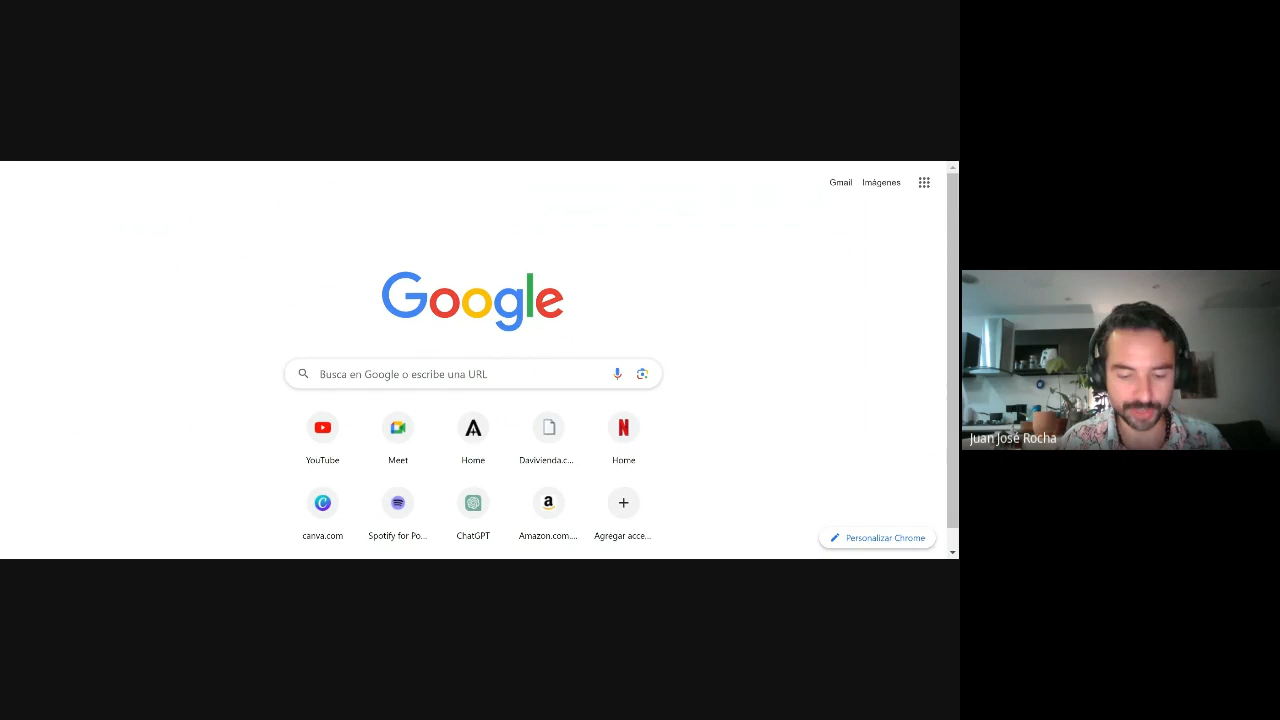 Gmail Imágenes
Google
Busca en Google o escribe una URL
YouTube Meet Home Davivienda.c... Home
canva.com Spotify for Po... ChatGPT Amazon.com.... Agregar acce...
Personalizar Chrome
Juan José Rocha